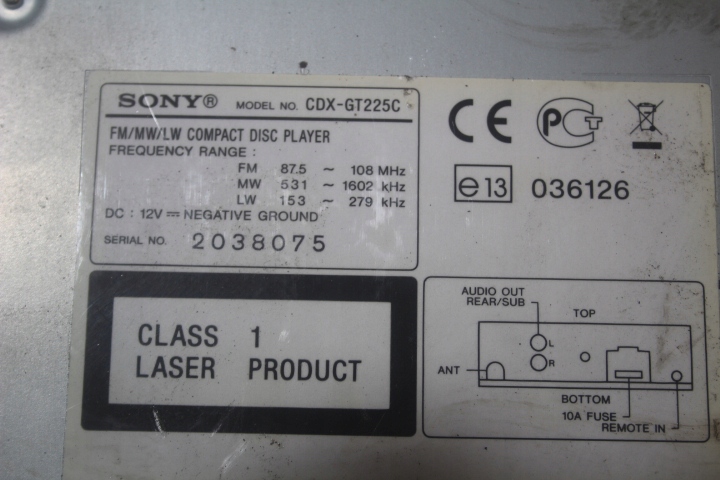 SONY® MODEL NO. CDX-GT225C
FM/MW/LW COMPACT DISC PLAYER
FREQUENCY RANGE :
FM 87.5 ~ 108 MHz
MW 531 ~ 1602 kHz
LW 153 ~ 279 kHz
DC : 12V⎓NEGATIVE GROUND
SERIAL NO. 2038075
CE PCT
e13 036126
CLASS 1
LASER PRODUCT
AUDIO OUT
REAR/SUB
TOP
L
R
ANT
BOTTOM
10A FUSE
REMOTE IN